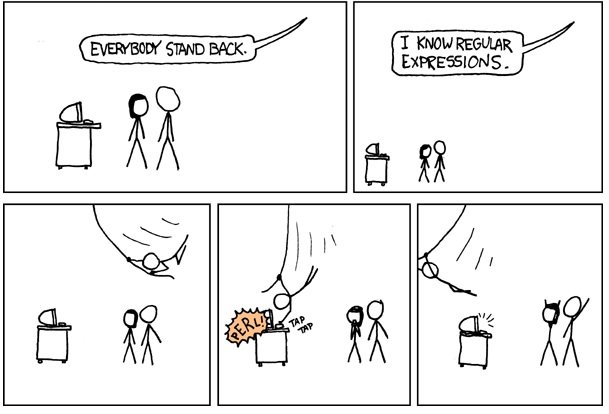 EVERYBODY STAND BACK.
I KNOW REGULAR
EXPRESSIONS.
PERL!
TAP
TAP